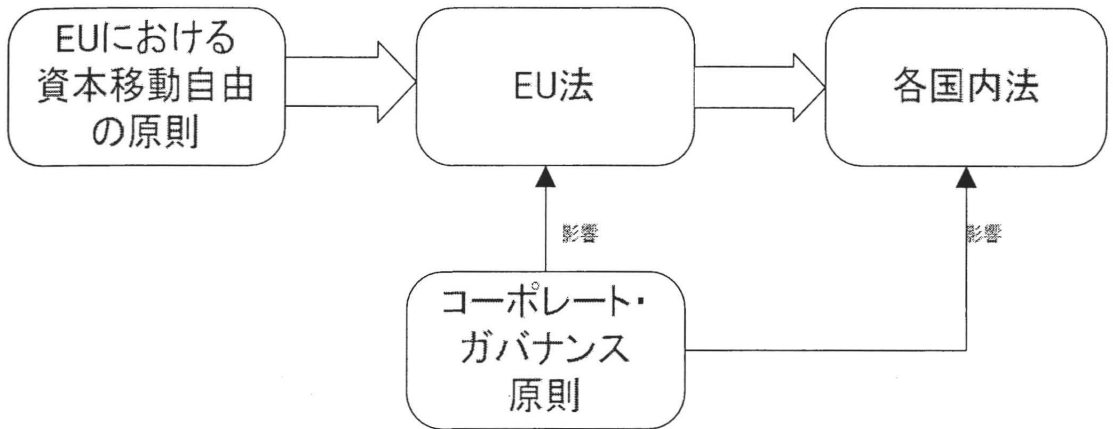 EUにおける
資本移動自由
の原則
EU法
各国内法
影響
影響
コーポレート・
ガバナンス
原則